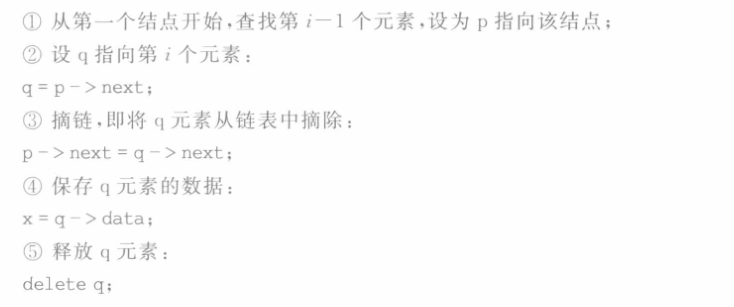 ① 从第一个结点开始,查找第 i−1 个元素,设为 p 指向该结点;
② 设 q 指向第 i 个元素:
q = p -> next;
③ 摘链,即将 q 元素从链表中摘除:
p -> next = q -> next;
④ 保存 q 元素的数据:
x = q -> data;
⑤ 释放 q 元素:
delete q;